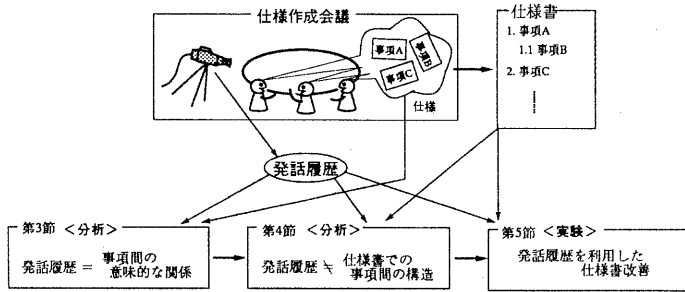 仕様作成会議
事項A
事項B
事項C
仕様
仕様書
1. 事項A
1.1 事項B
2. 事項C
発話履歴
第3節 <分析>
発話履歴 = 事項間の
意味的な関係
第4節 <分析>
発話履歴 ≠ 仕様書での
事項間の構造
第5節 <実験>
発話履歴を利用した
仕様書改善